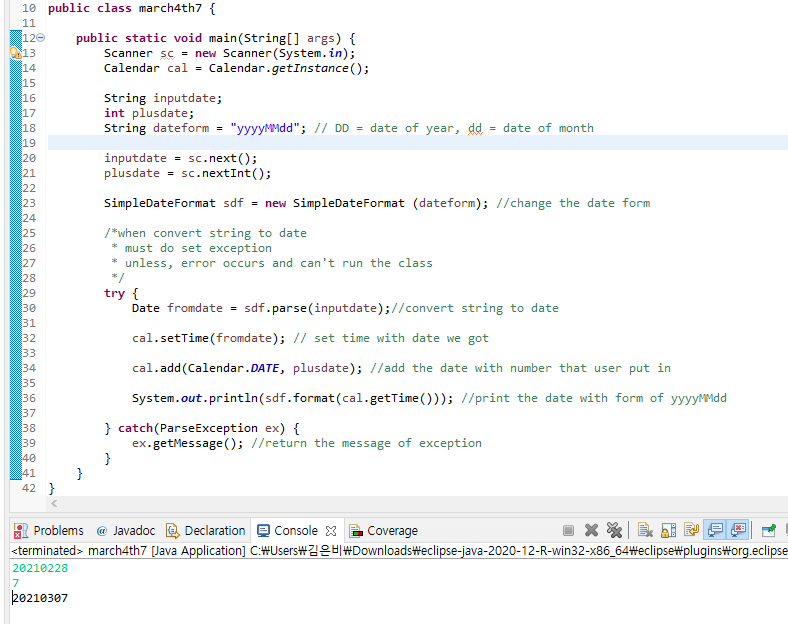 10 public class march4th7 {
11
12 public static void main(String[] args) {
13 Scanner sc = new Scanner(System.in);
14 Calendar cal = Calendar.getInstance();
15
16 String inputdate;
17 int plusdate;
18 String dateform = "yyyyMMdd"; // DD = date of year, dd = date of month
19
20 inputdate = sc.next();
21 plusdate = sc.nextInt();
22
23 SimpleDateFormat sdf = new SimpleDateFormat (dateform); //change the date form
24
25 /*when convert string to date
26 * must do set exception
27 * unless, error occurs and can't run the class
28 */
29 try {
30 Date fromdate = sdf.parse(inputdate);//convert string to date
31
32 cal.setTime(fromdate); // set time with date we got
33
34 cal.add(Calendar.DATE, plusdate); //add the date with number that user put in
35
36 System.out.println(sdf.format(cal.getTime())); //print the date with form of yyyyMMdd
37
38 } catch(ParseException ex) {
39 ex.getMessage(); //return the message of exception
40 }
41 }
42 }
Problems @ Javadoc Declaration Console Coverage
<terminated> march4th7 [Java Application] C:₩Users₩김은비₩Downloads₩eclipse-java-2020-12-R-win32-x86_64₩eclipse₩plugins₩org.eclipse
20210228
7
20210307